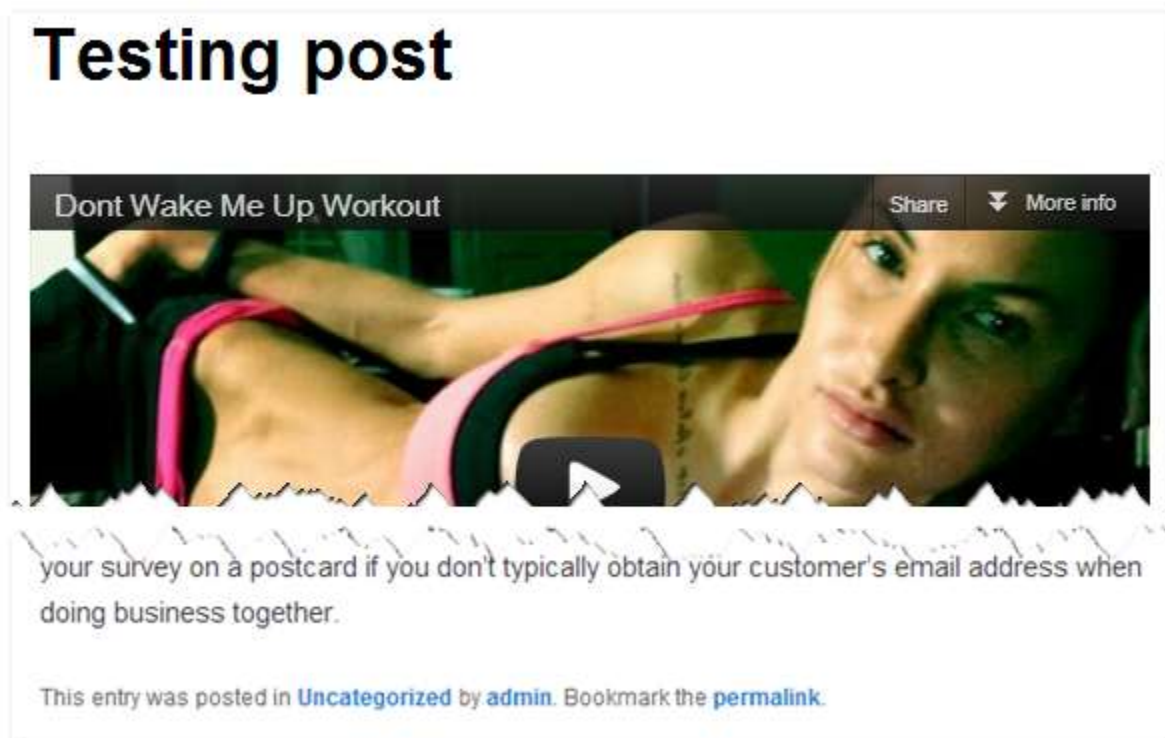 Testing post
Dont Wake Me Up Workout
Share
More info
your survey on a postcard if you don't typically obtain your customer's email address when
doing business together.
This entry was posted in Uncategorized by admin. Bookmark the permalink.